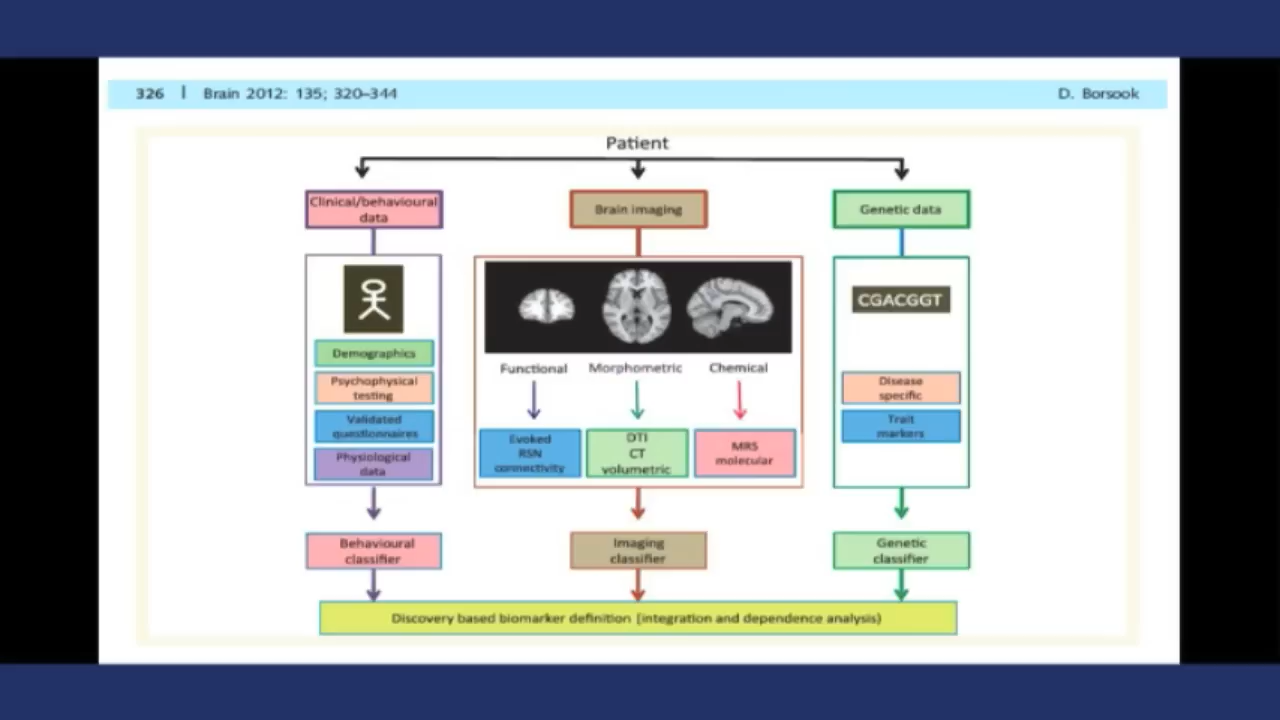 326 | Brain 2012: 135; 320–344
D. Borsook
Patient
Clinical/behavioural
data
Brain imaging
Genetic data
Demographics
Psychophysical
testing
Validated
questionnaires
Physiological
data
Functional
Morphometric
Chemical
Evoked
RSN
connectivity
DTI
CT
volumetric
MRS
molecular
CGACGGT
Disease
specific
Trait
markers
Behavioural
classifier
Imaging
classifier
Genetic
classifier
Discovery based biomarker definition (integration and dependence analysis)